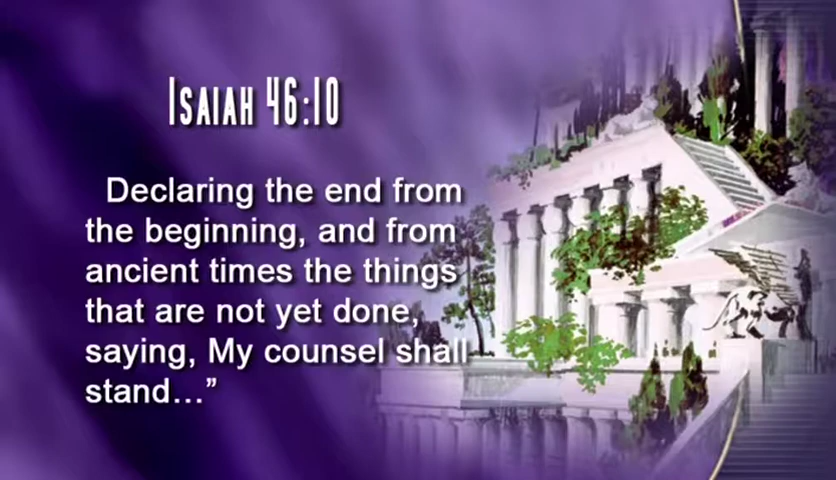 Isaiah 46:10
Declaring the end from
the beginning, and from
ancient times the things
that are not yet done,
saying, My counsel shall
stand…”